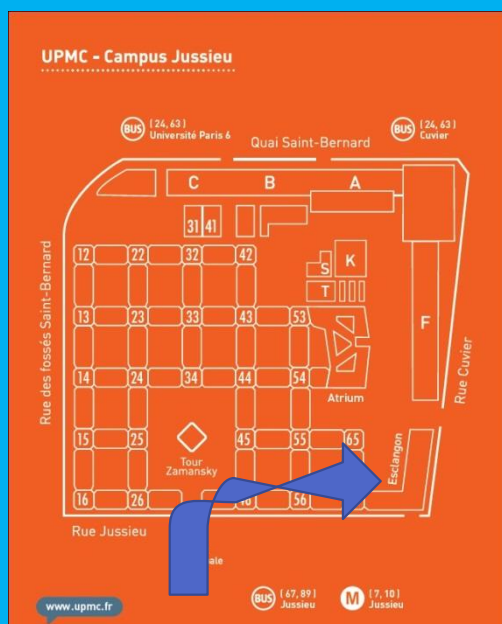 UPMC - Campus Jussieu
BUS (24, 63)
Université Paris 6
BUS (24, 63)
Cuvier
Quai Saint-Bernard
C B A
31 41
S K
T
12 22 32 42
13 23 33 43 53
F
14 24 34 44 54
Atrium
Rue des fossés Saint-Bernard
Rue Cuvier
15 25 45 55 65
Tour
Zamansky
Esclangon
16 26 56
Rue Jussieu
ale
BUS (67, 89)
Jussieu
M (7, 10)
Jussieu
www.upmc.fr